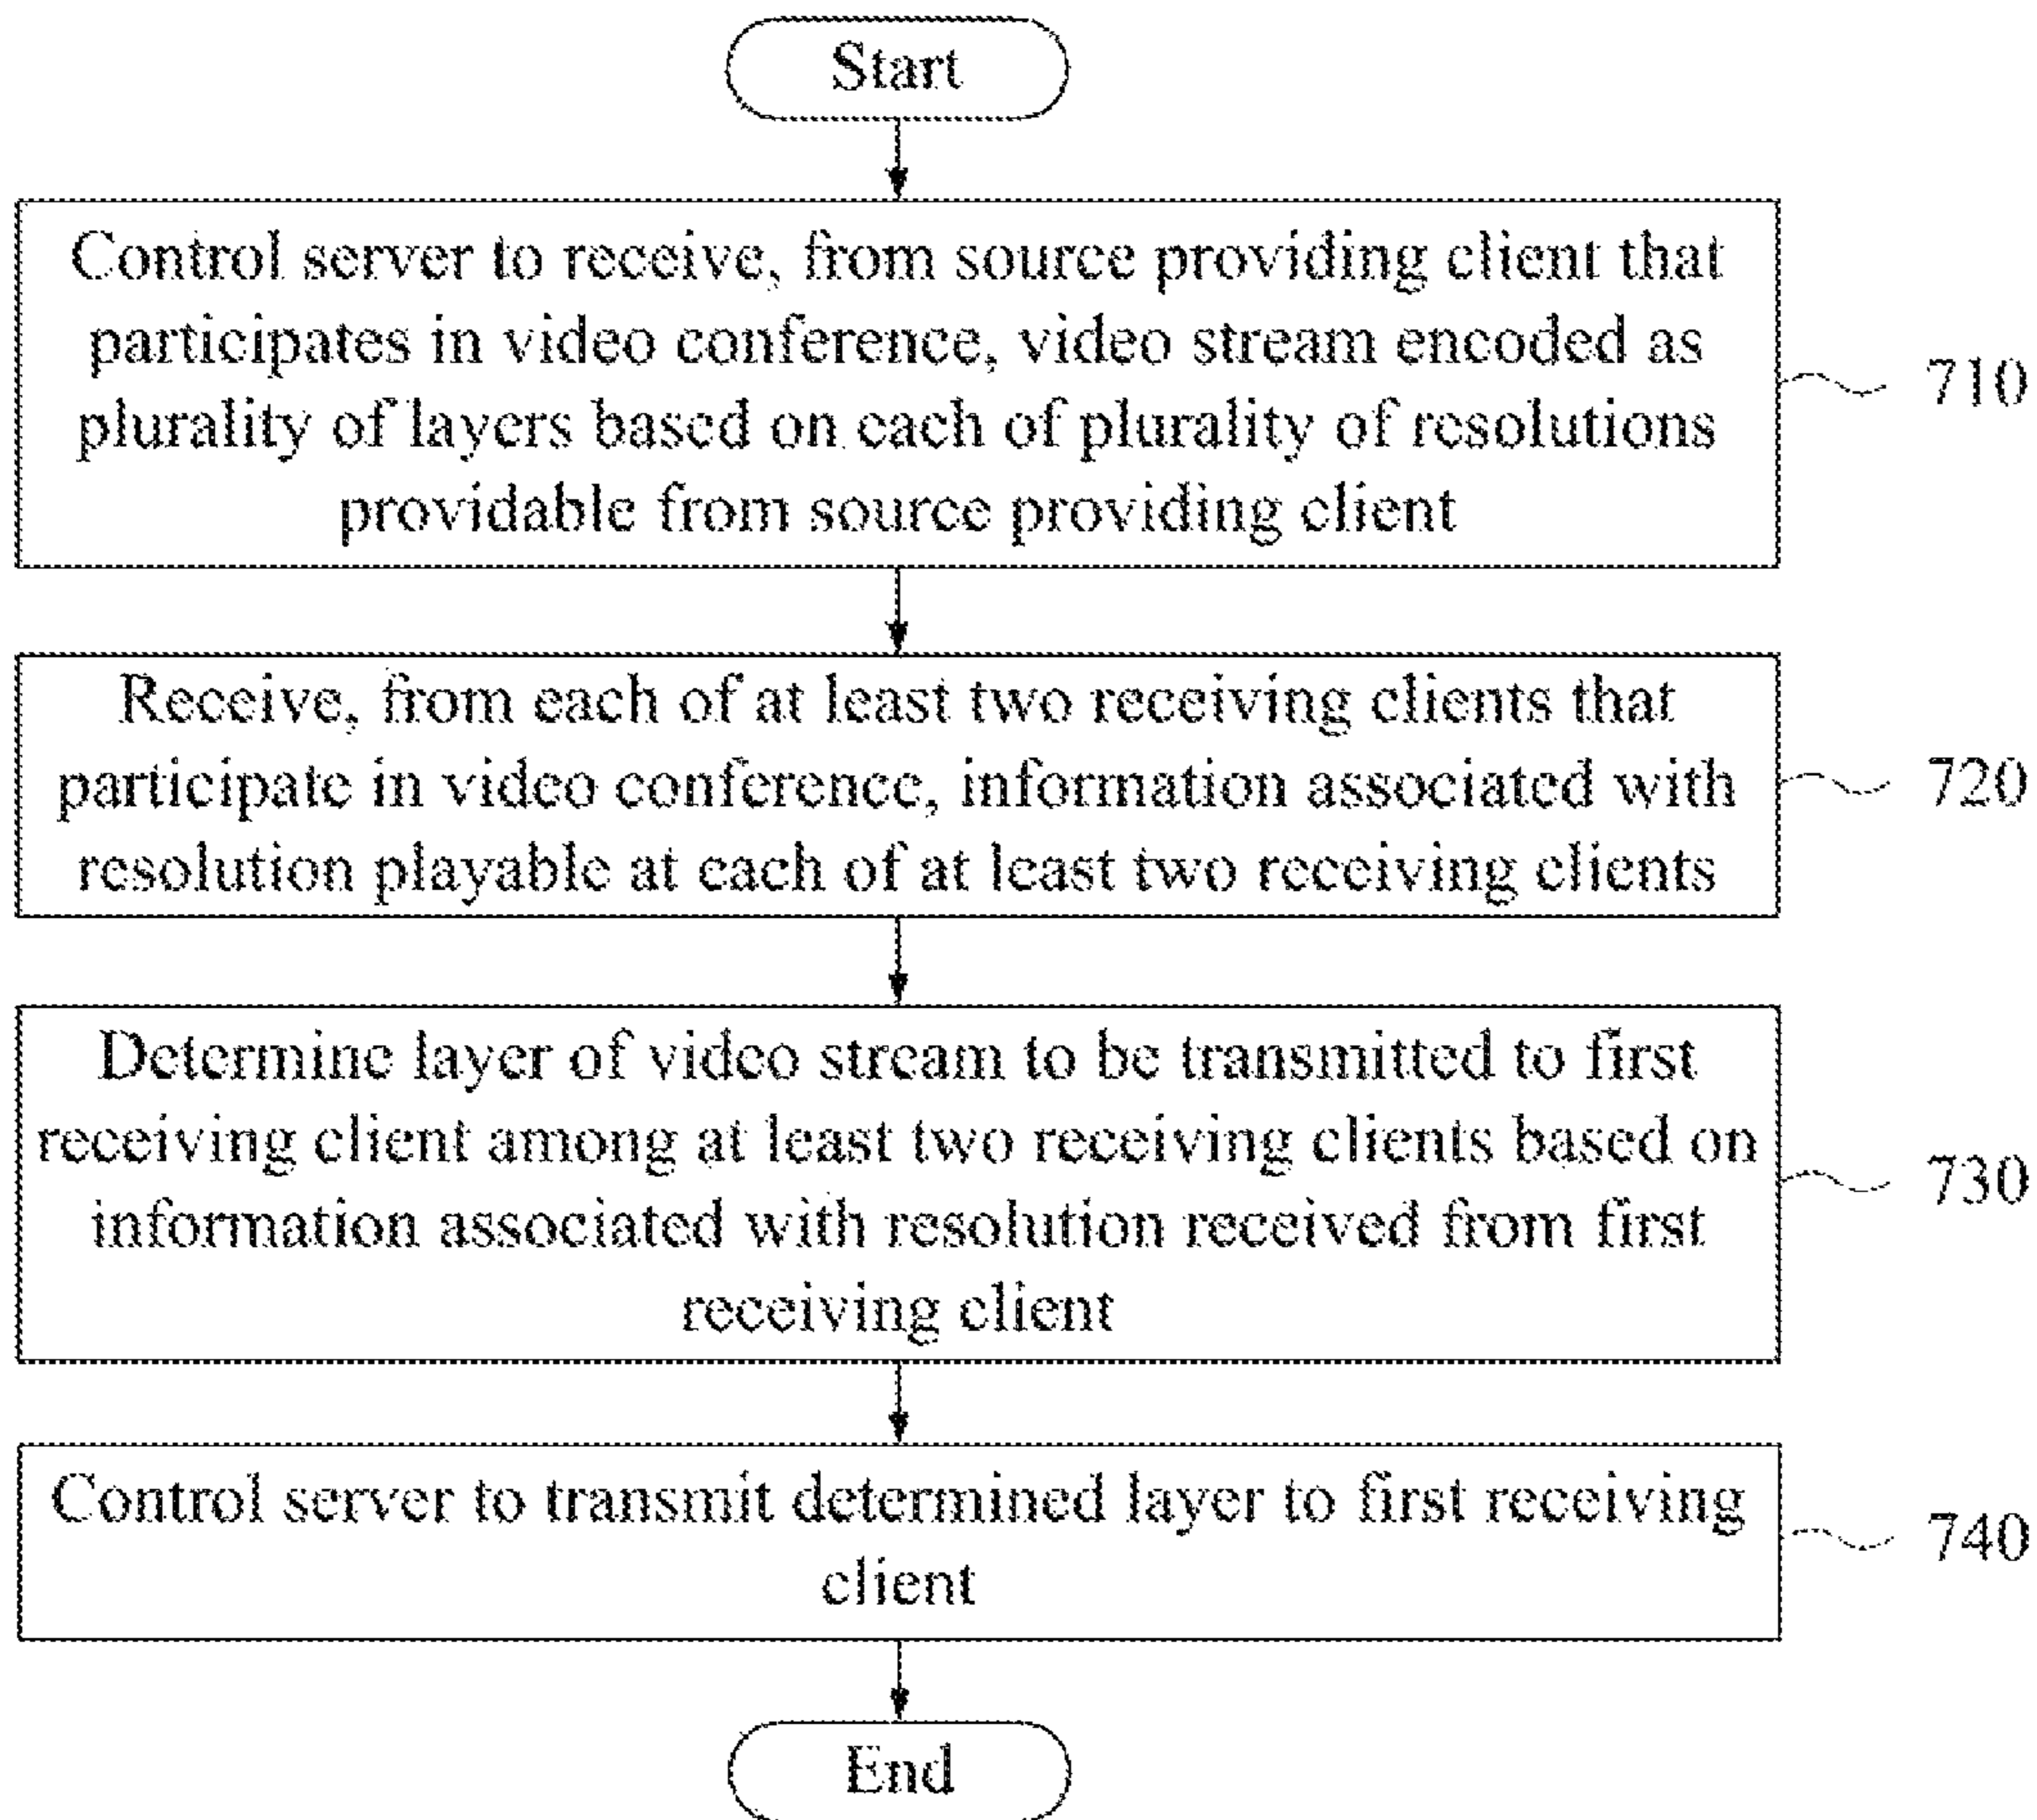 Start
Control server to receive, from source providing client that
participates in video conference, video stream encoded as
plurality of layers based on each of plurality of resolutions
providable from source providing client
710
Receive, from each of at least two receiving clients that
participate in video conference, information associated with
resolution playable at each of at least two receiving clients
720
Determine layer of video stream to be transmitted to first
receiving client among at least two receiving clients based on
information associated with resolution received from first
receiving client
730
Control server to transmit determined layer to first receiving
client
740
End